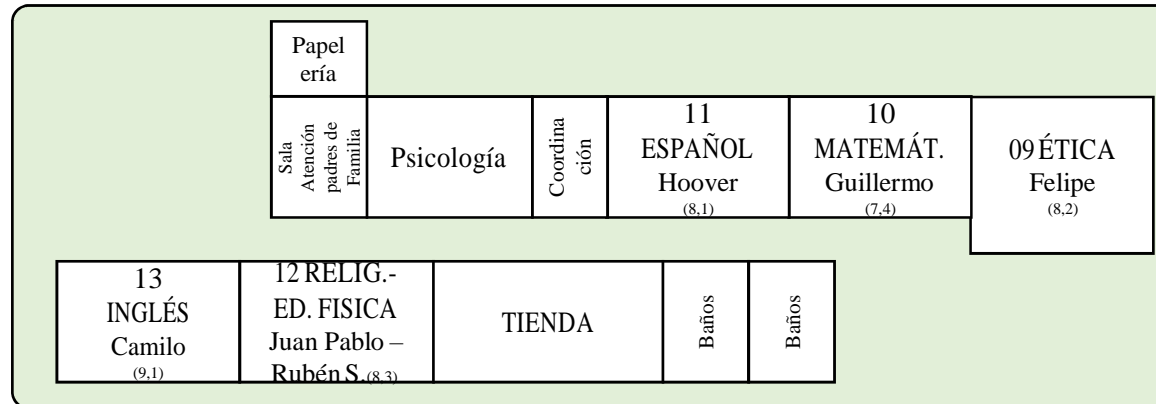 Papel
ería
Sala
Atención
padres de
Familia
Psicología
Coordina
ción
11
ESPAÑOL
Hoover
(8,1)
10
MATEMÁT.
Guillermo
(7,4)
09 ÉTICA
Felipe
(8,2)
13
INGLÉS
Camilo
(9,1)
12 RELIG.-
ED. FISICA
Juan Pablo –
Rubén S.(8,3)
TIENDA
Baños
Baños